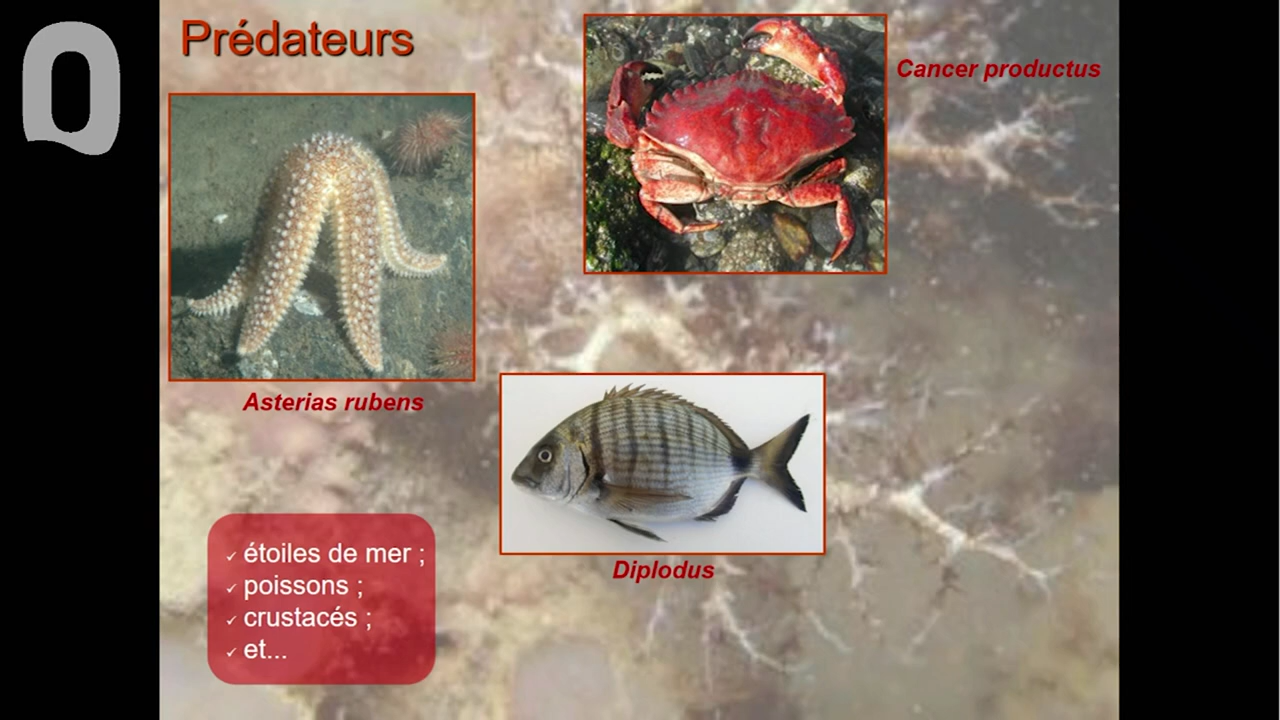 Q
Prédateurs
Cancer productus
Asterias rubens
Diplodus
✓ étoiles de mer ;
✓ poissons ;
✓ crustacés ;
✓ et...